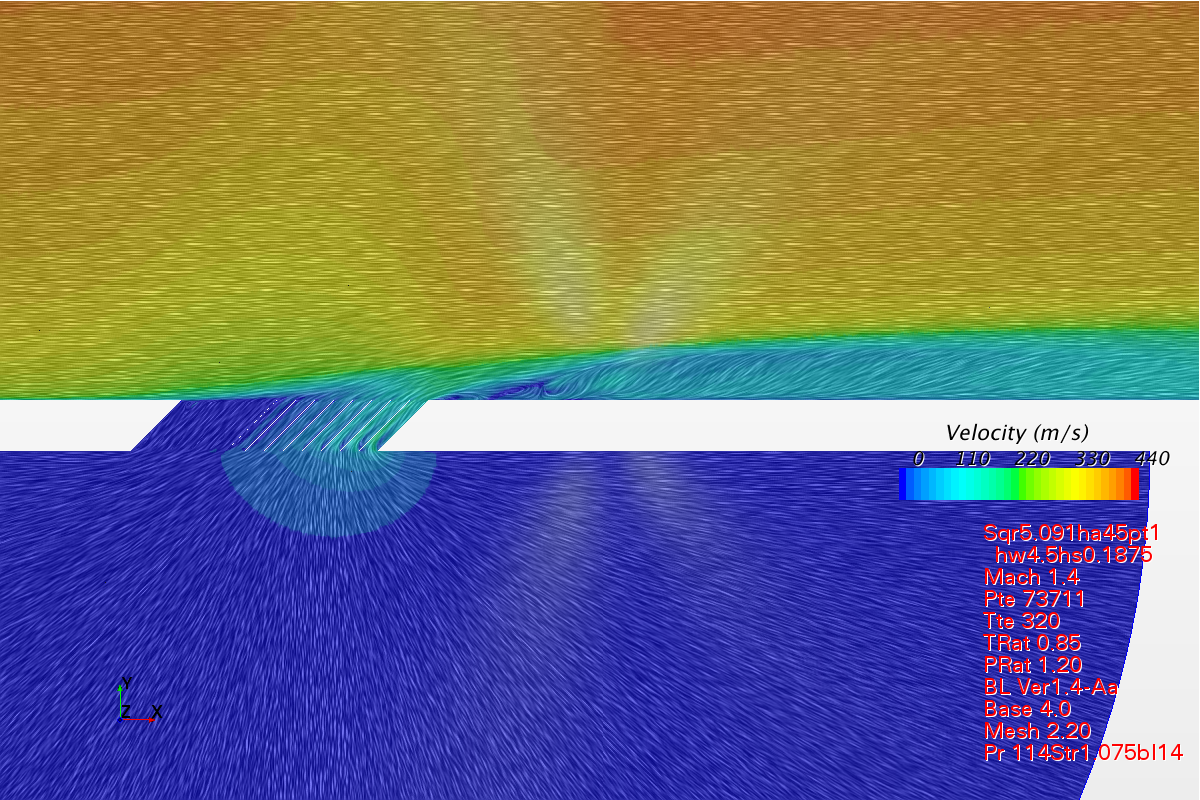 Velocity (m/s)
0 110 220 330 440
Sqr5.091ha45pt1
hw4.5hs0.1875
Mach 1.4
Pte 73711
Tte 320
TRat 0.85
PRat 1.20
BL Ver1.4-Aa
Base 4.0
Mesh 2.20
Pr 114Str1.075bl14
Y
Z X